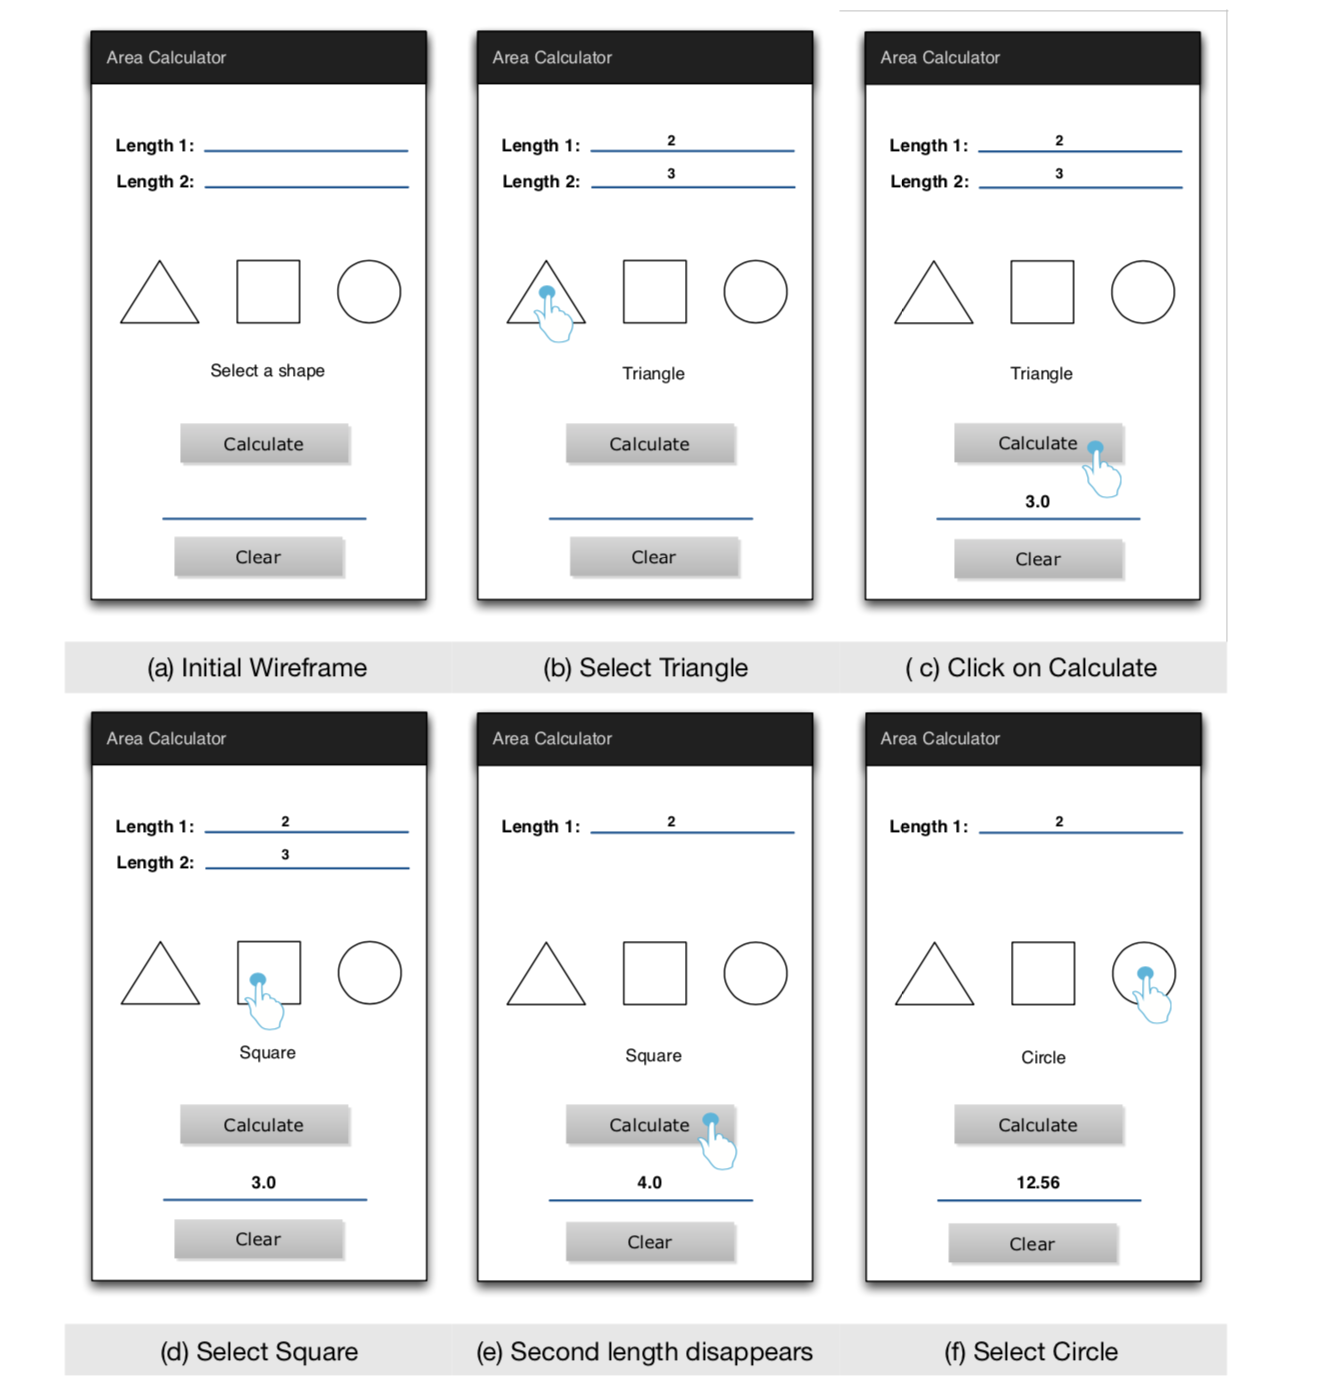 Area Calculator
Length 1:
Length 2:
Select a shape
Calculate
Clear
(a) Initial Wireframe
Area Calculator
Length 1: 2
Length 2: 3
Triangle
Calculate
Clear
(b) Select Triangle
Area Calculator
Length 1: 2
Length 2: 3
Triangle
Calculate
3.0
Clear
( c) Click on Calculate
Area Calculator
Length 1: 2
Length 2: 3
Square
Calculate
3.0
Clear
(d) Select Square
Area Calculator
Length 1: 2
Square
Calculate
4.0
Clear
(e) Second length disappears
Area Calculator
Length 1: 2
Circle
Calculate
12.56
Clear
(f) Select Circle